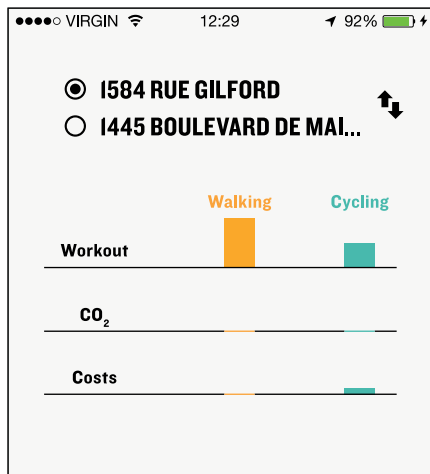 VIRGIN 12:29 92%
1584 RUE GILFORD
1445 BOULEVARD DE MAI...
Walking Cycling
Workout
CO₂
Costs